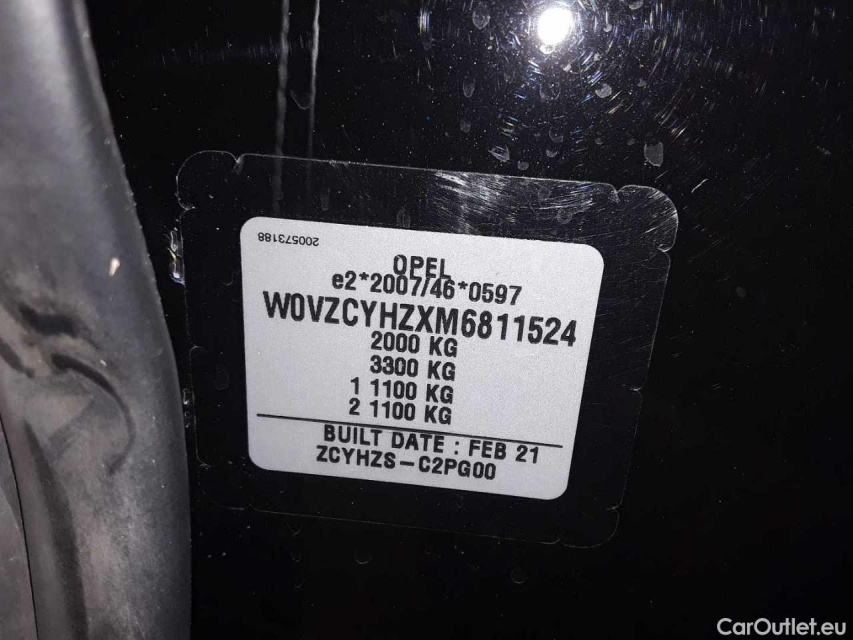 200573188
OPEL
e2*2007/46*0597
W0VZCYHZXM6811524
2000 KG
3300 KG
1 1100 KG
2 1100 KG
BUILT DATE : FEB 21
ZCYHZS-C2PG00
CarOutlet.eu